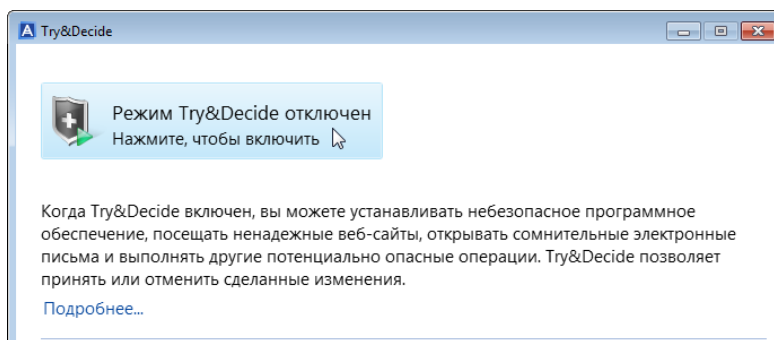 Try&Decide
Режим Try&Decide отключен
Нажмите, чтобы включить
Когда Try&Decide включен, вы можете устанавливать небезопасное программное
обеспечение, посещать ненадежные веб-сайты, открывать сомнительные электронные
письма и выполнять другие потенциально опасные операции. Try&Decide позволяет
принять или отменить сделанные изменения.
Подробнее...